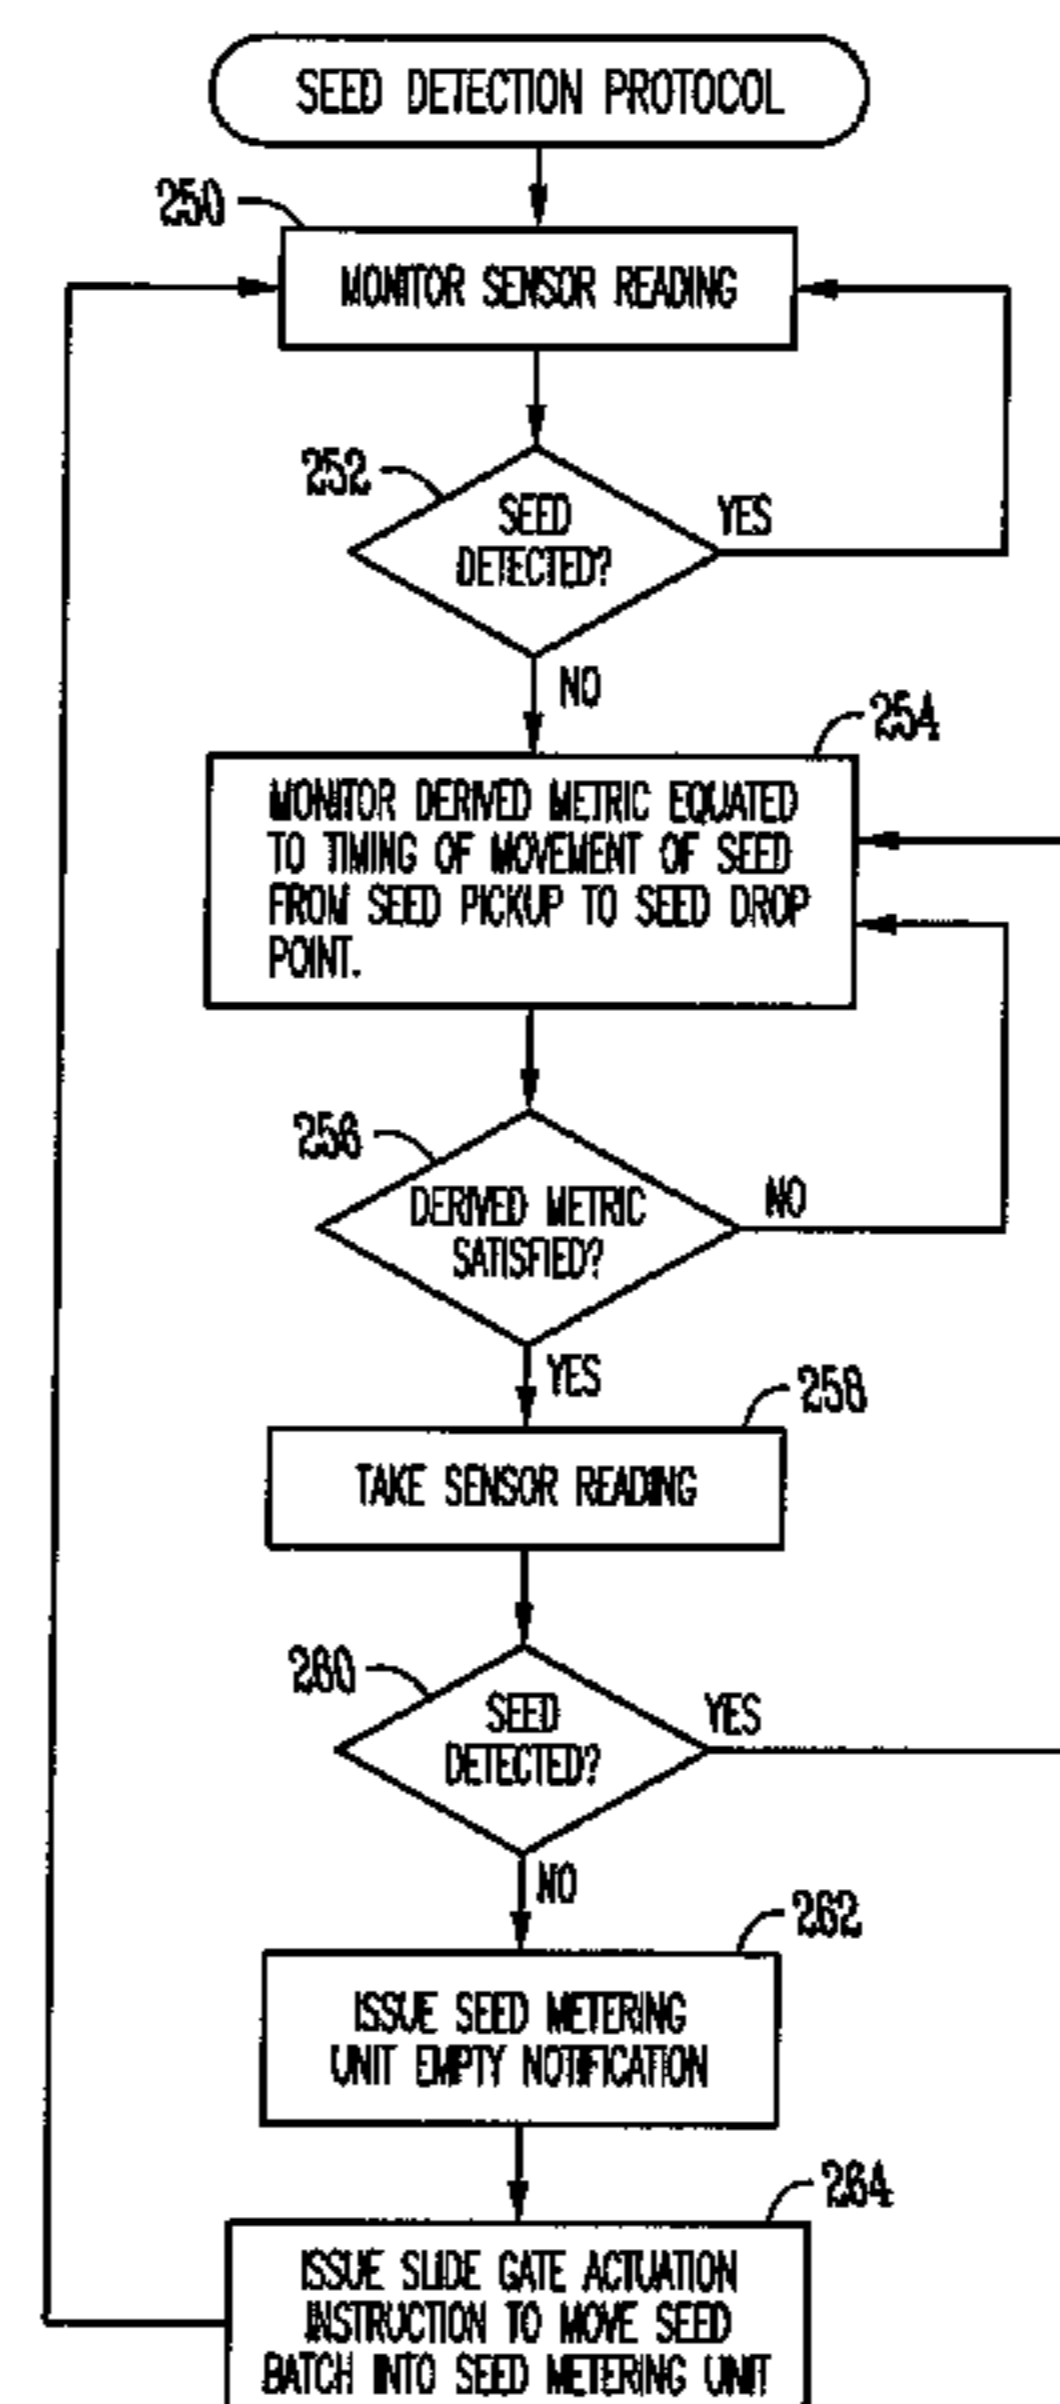 SEED DETECTION PROTOCOL
250
MONITOR SENSOR READING
252
SEED
DETECTED?
YES
NO
254
MONITOR DERIVED METRIC EQUATED
TO TIMING OF MOVEMENT OF SEED
FROM SEED PICKUP TO SEED DROP
POINT.
256
DERIVED METRIC
SATISFIED?
NO
YES
258
TAKE SENSOR READING
260
SEED
DETECTED?
YES
NO
262
ISSUE SEED METERING
UNIT EMPTY NOTIFICATION
264
ISSUE SLIDE GATE ACTUATION
INSTRUCTION TO MOVE SEED
BATCH INTO SEED METERING UNIT